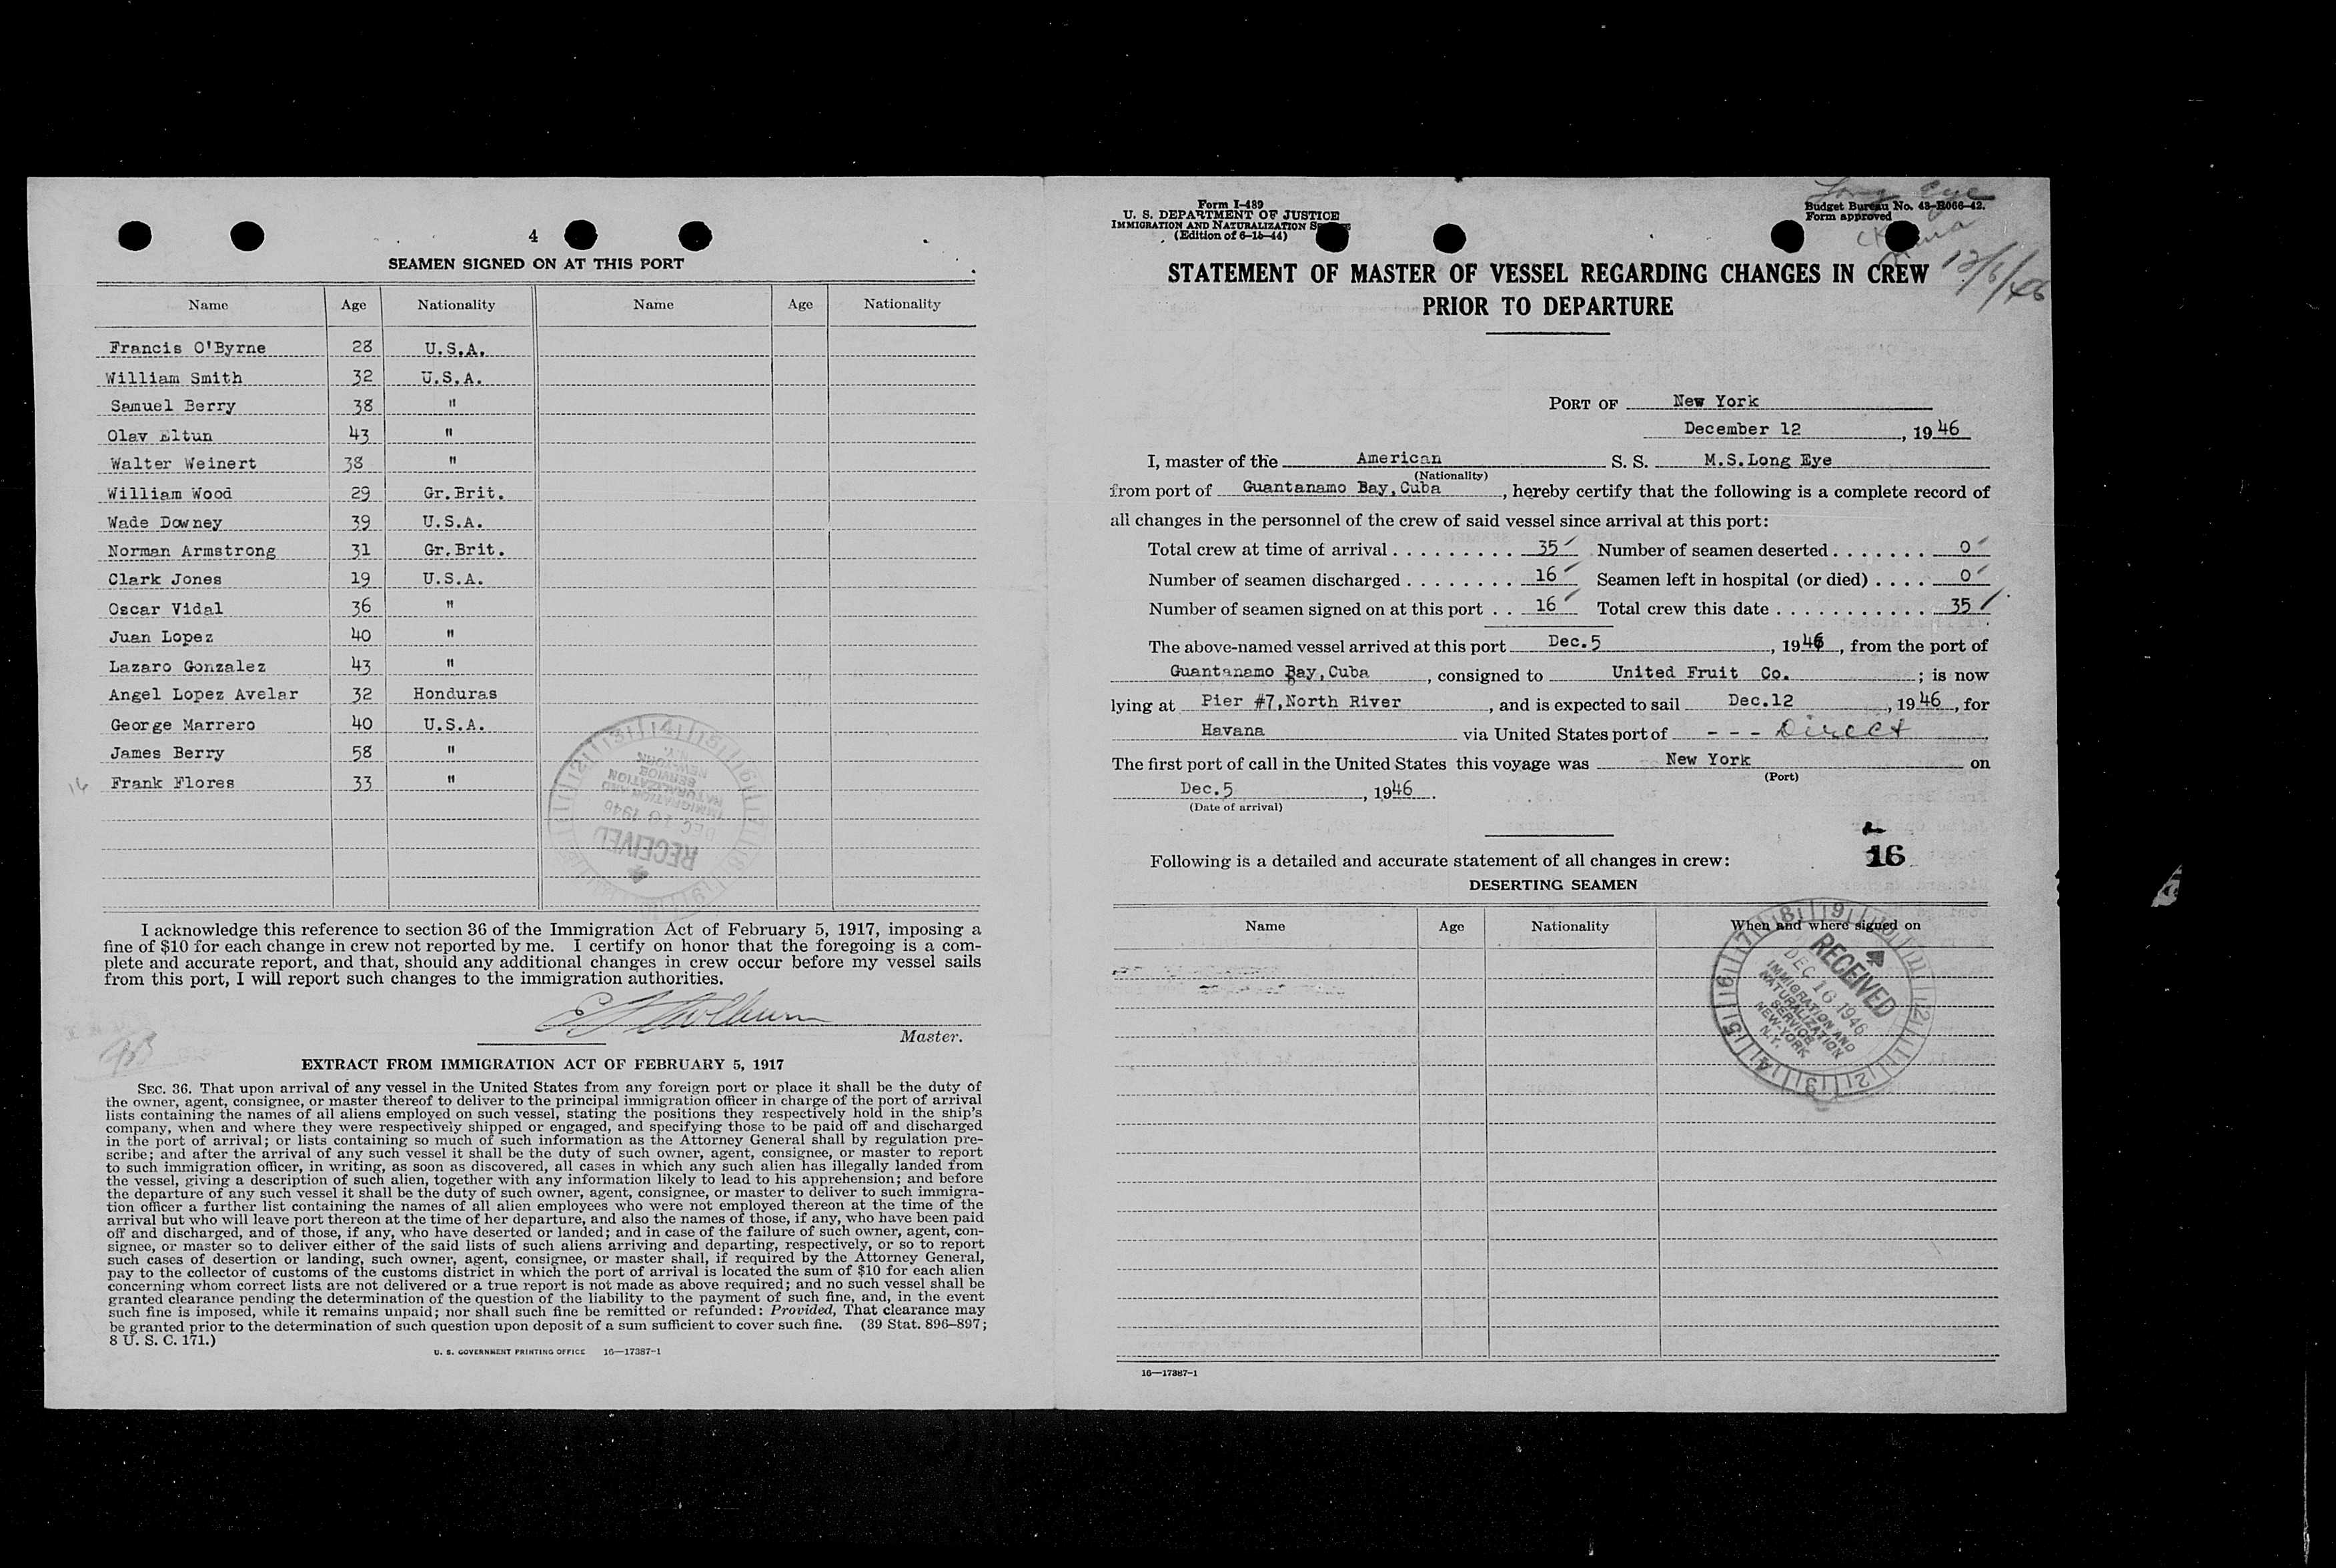 4
SEAMEN SIGNED ON AT THIS PORT
Name Age Nationality Name Age Nationality
Francis O'Byrne 28 U.S.A.
William Smith 32 U.S.A.
Samuel Berry 38 "
Olav Eltun 43 "
Walter Weinert 38 "
William Wood 29 Gr.Brit.
Wade Downey 39 U.S.A.
Norman Armstrong 31 Gr.Brit.
Clark Jones 19 U.S.A.
Oscar Vidal 36 "
Juan Lopez 40 "
Lazaro Gonzalez 43 "
Angel Lopez Avelar 32 Honduras
George Marrero 40 U.S.A.
James Berry 58 "
16 Frank Flores 33 "
RECEIVED
DEC 16 1946
IMMIGRATION AND
NATURALIZATION
SERVICE
NEW-YORK
N.Y.
I acknowledge this reference to section 36 of the Immigration Act of February 5, 1917, imposing a
fine of $10 for each change in crew not reported by me. I certify on honor that the foregoing is a com-
plete and accurate report, and that, should any additional changes in crew occur before my vessel sails
from this port, I will report such changes to the immigration authorities.
Master.
EXTRACT FROM IMMIGRATION ACT OF FEBRUARY 5, 1917
SEC. 36. That upon arrival of any vessel in the United States from any foreign port or place it shall be the duty of
the owner, agent, consignee, or master thereof to deliver to the principal immigration officer in charge of the port of arrival
lists containing the names of all aliens employed on such vessel, stating the positions they respectively hold in the ship's
company, when and where they were respectively shipped or engaged, and specifying those to be paid off and discharged
in the port of arrival; or lists containing so much of such information as the Attorney General shall by regulation pre-
scribe; and after the arrival of any such vessel it shall be the duty of such owner, agent, consignee, or master to report
to such immigration officer, in writing, as soon as discovered, all cases in which any such alien has illegally landed from
the vessel, giving a description of such alien, together with any information likely to lead to his apprehension; and before
the departure of any such vessel it shall be the duty of such owner, agent, consignee, or master to deliver to such immigra-
tion officer a further list containing the names of all alien employees who were not employed thereon at the time of the
arrival but who will leave port thereon at the time of her departure, and also the names of those, if any, who have been paid
off and discharged, and of those, if any, who have deserted or landed; and in case of the failure of such owner, agent, con-
signee, or master so to deliver either of the said lists of such aliens arriving and departing, respectively, or so to report
such cases of desertion or landing, such owner, agent, consignee, or master shall, if required by the Attorney General,
pay to the collector of customs of the customs district in which the port of arrival is located the sum of $10 for each alien
concerning whom correct lists are not delivered or a true report is not made as above required; and no such vessel shall be
granted clearance pending the determination of the question of the liability to the payment of such fine, and, in the event
such fine is imposed, while it remains unpaid; nor shall such fine be remitted or refunded: Provided, That clearance may
be granted prior to the determination of such question upon deposit of a sum sufficient to cover such fine. (39 Stat. 896–897;
8 U. S. C. 171.)
U. S. GOVERNMENT PRINTING OFFICE 16—17387-1
Form I-489
U. S. DEPARTMENT OF JUSTICE
IMMIGRATION AND NATURALIZATION
(Edition of 6-15-44)
Long Eye
Budget Bureau No. 43-R066-42.
Form approved
12/6/46
STATEMENT OF MASTER OF VESSEL REGARDING CHANGES IN CREW
PRIOR TO DEPARTURE
PORT OF New York
December 12, 1946
I, master of the American S. S. M.S.Long Eye
(Nationality)
from port of Guantanamo Bay,Cuba, hereby certify that the following is a complete record of
all changes in the personnel of the crew of said vessel since arrival at this port:
Total crew at time of arrival . . . . . . . . . . 35 Number of seamen deserted . . . . . . . 0
Number of seamen discharged . . . . . . . . 16 Seamen left in hospital (or died) . . . . 0
Number of seamen signed on at this port . . 16 Total crew this date . . . . . . . . . . . . 35
The above-named vessel arrived at this port Dec.5, 1946, from the port of
Guantanamo Bay,Cuba, consigned to United Fruit Co.; is now
lying at Pier #7,North River, and is expected to sail Dec.12, 1946, for
Havana via United States port of - - - Direct
The first port of call in the United States this voyage was New York on
(Port)
Dec.5, 1946.
(Date of arrival)
16
Following is a detailed and accurate statement of all changes in crew:
DESERTING SEAMEN
Name Age Nationality When and where signed on
RECEIVED
DEC 16 1946
IMMIGRATION AND
NATURALIZATION
SERVICE
NEW-YORK
N.Y.
16—17387-1